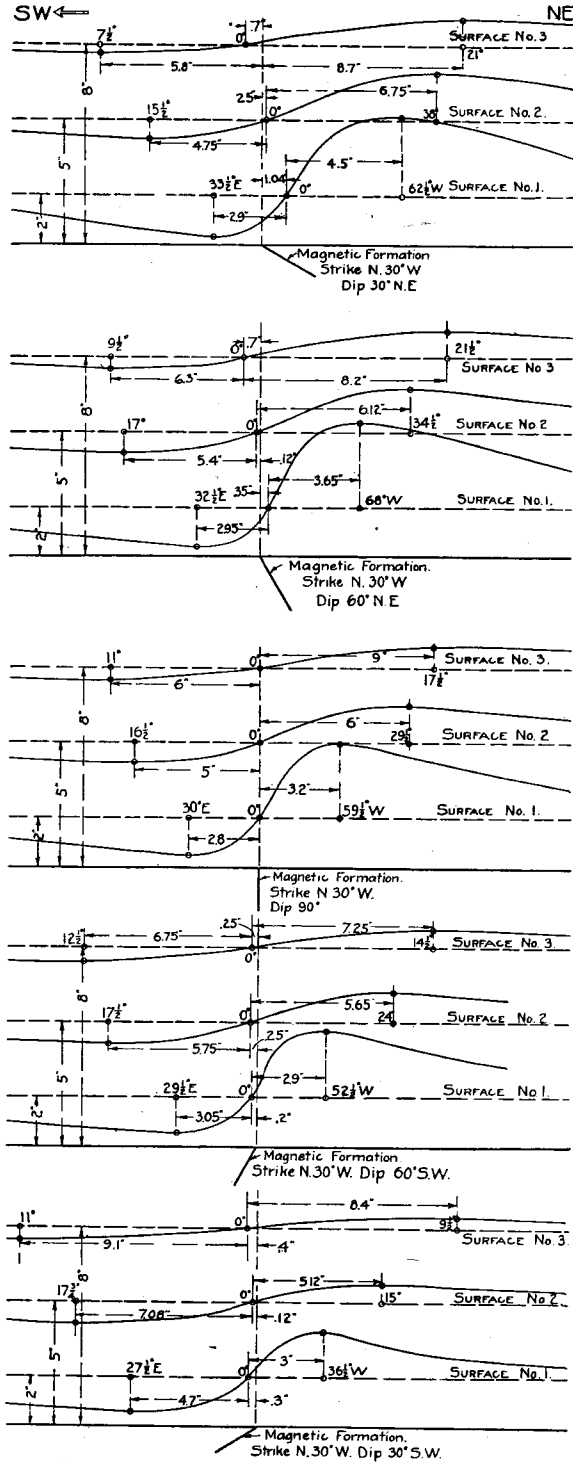 SW NE
7½° 0° .7" SURFACE NO. 3
5.8" 8.7" 21°
6.75"
15½° .25" 0° 38° SURFACE NO. 2.
8" 4.75"
5" 4.5"
33½°E 1.04" 0° 62½°W SURFACE NO. 1.
2" 2.9"
Magnetic Formation
Strike N. 30° W
Dip 30° N.E
9½° 0° .7" 21½°
6.3" 8.2" SURFACE NO. 3
8" 6.12"
17° 0° 34½° SURFACE NO. 2
5.4" .12"
5" 3.65"
32½°E .35" 68°W SURFACE NO. 1.
2" 2.95"
Magnetic Formation.
Strike N. 30° W
Dip 60° N.E
11° 0° 9" SURFACE NO. 3.
6" 17½°
8" 6"
16½° 0° 29½° SURFACE NO. 2
5" 5"
3.2"
30°E 0° 59½°W SURFACE NO. 1.
2" 2.8
Magnetic Formation.
Strike N 30° W.
Dip 90°
12½° 6.75" .25" 7.25" 14½° SURFACE NO. 3.
0°
8" 5.65"
17½° 0° 24° SURFACE NO. 2
5" 5.75" .25"
2.9"
29½°E 0° 52½°W SURFACE NO 1.
2" 3.05" .2"
Magnetic Formation.
Strike N. 30° W. Dip 60° S.W.
8.4"
11° 0° 9½° SURFACE NO. 3.
9.1" .4"
8" 5.12"
17¾° 0° 15° SURFACE NO. 2
7.08" .12"
5" 3"
27½°E 0° 36½°W SURFACE NO. 1.
2" 4.7" .3"
Magnetic Formation.
Strike N. 30° W. Dip 30° S.W.